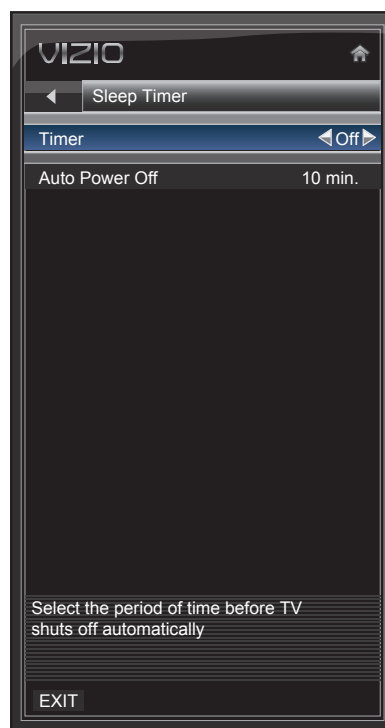 VIZIO
Sleep Timer
Timer Off
Auto Power Off 10 min.
Select the period of time before TV
shuts off automatically
EXIT